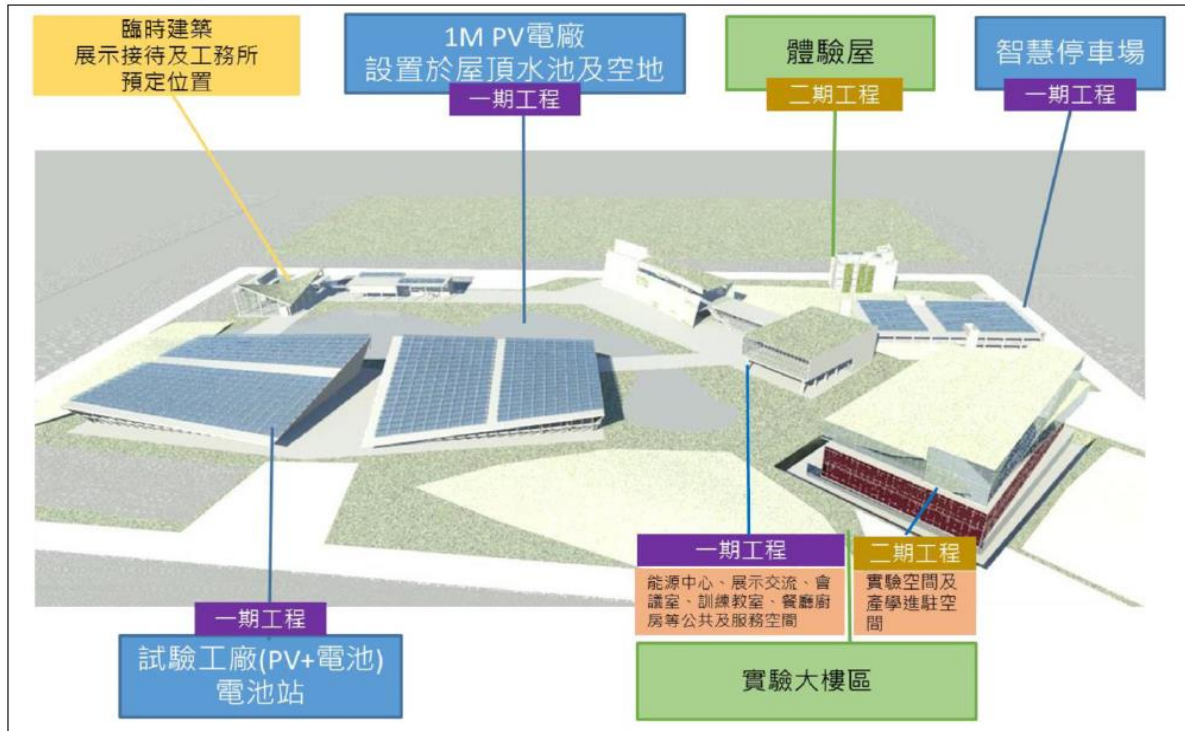 臨時建築
展示接待及工務所
預定位置
1M PV電廠
設置於屋頂水池及空地
一期工程
體驗屋
二期工程
智慧停車場
一期工程
一期工程
試驗工廠(PV+電池)
電池站
一期工程
能源中心、展示交流、會
議室、訓練教室、餐廳廚
房等公共及服務空間
二期工程
實驗空間及
產學進駐空
間
實驗大樓區